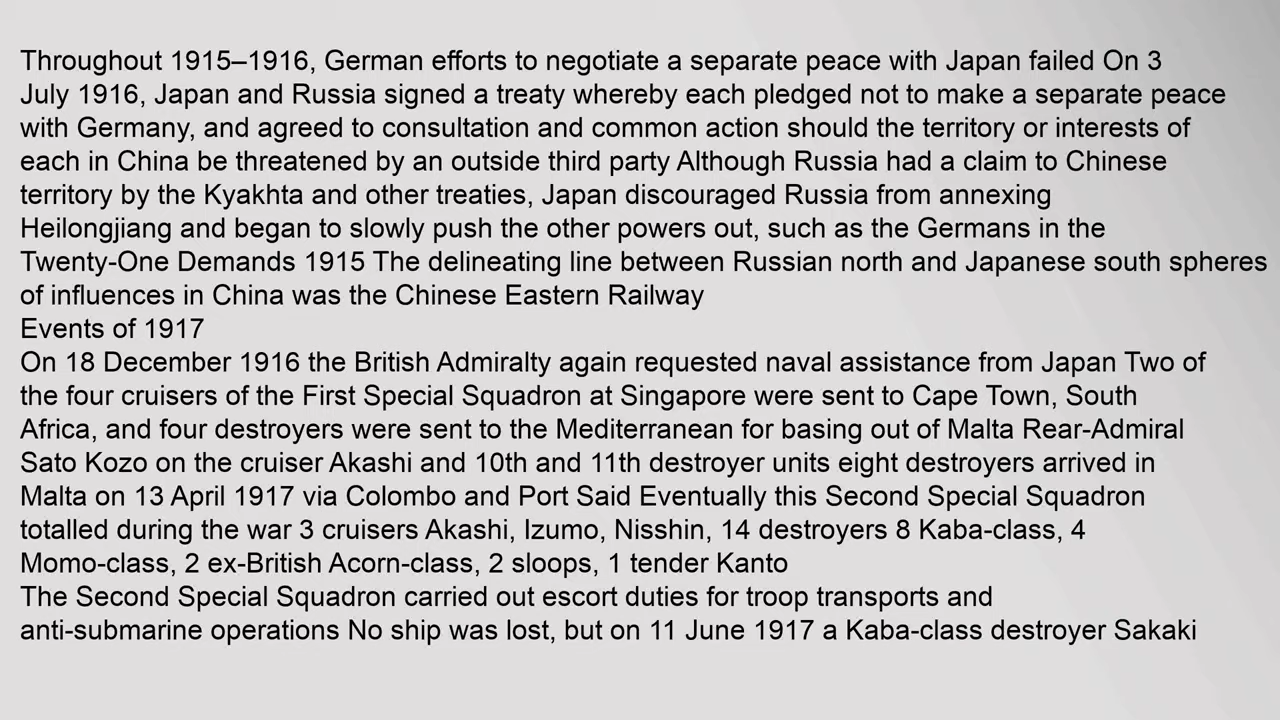 Throughout 1915–1916, German efforts to negotiate a separate peace with Japan failed On 3
July 1916, Japan and Russia signed a treaty whereby each pledged not to make a separate peace
with Germany, and agreed to consultation and common action should the territory or interests of
each in China be threatened by an outside third party Although Russia had a claim to Chinese
territory by the Kyakhta and other treaties, Japan discouraged Russia from annexing
Heilongjiang and began to slowly push the other powers out, such as the Germans in the
Twenty-One Demands 1915 The delineating line between Russian north and Japanese south spheres
of influences in China was the Chinese Eastern Railway
Events of 1917
On 18 December 1916 the British Admiralty again requested naval assistance from Japan Two of
the four cruisers of the First Special Squadron at Singapore were sent to Cape Town, South
Africa, and four destroyers were sent to the Mediterranean for basing out of Malta Rear-Admiral
Sato Kozo on the cruiser Akashi and 10th and 11th destroyer units eight destroyers arrived in
Malta on 13 April 1917 via Colombo and Port Said Eventually this Second Special Squadron
totalled during the war 3 cruisers Akashi, Izumo, Nisshin, 14 destroyers 8 Kaba-class, 4
Momo-class, 2 ex-British Acorn-class, 2 sloops, 1 tender Kanto
The Second Special Squadron carried out escort duties for troop transports and
anti-submarine operations No ship was lost, but on 11 June 1917 a Kaba-class destroyer Sakaki